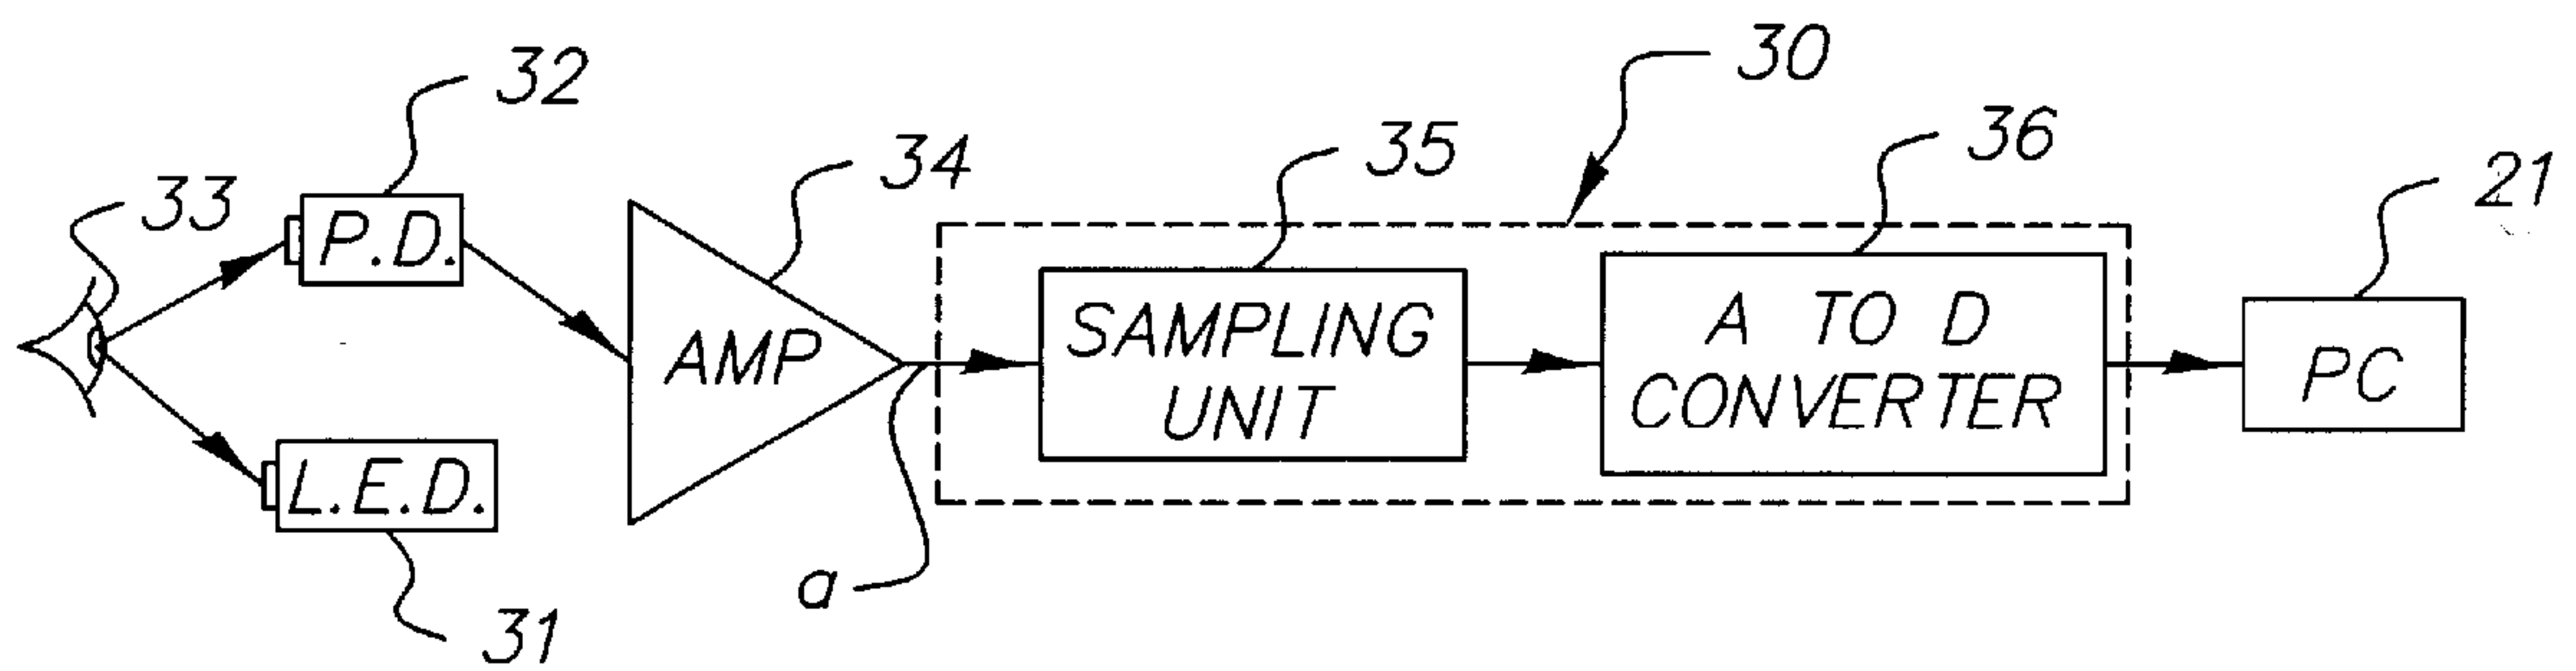 30
32
36
35
34
21
33
P.D.
SAMPLING
UNIT
A TO D
CONVERTER
AMP
PC
L.E.D.
a
31